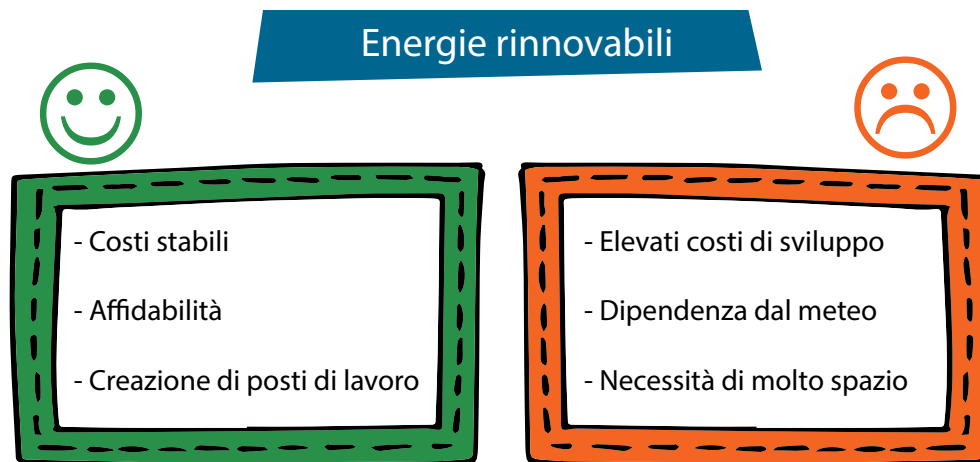 Energie rinnovabili
- Costi stabili
- Affidabilità
- Creazione di posti di lavoro
- Elevati costi di sviluppo
- Dipendenza dal meteo
- Necessità di molto spazio